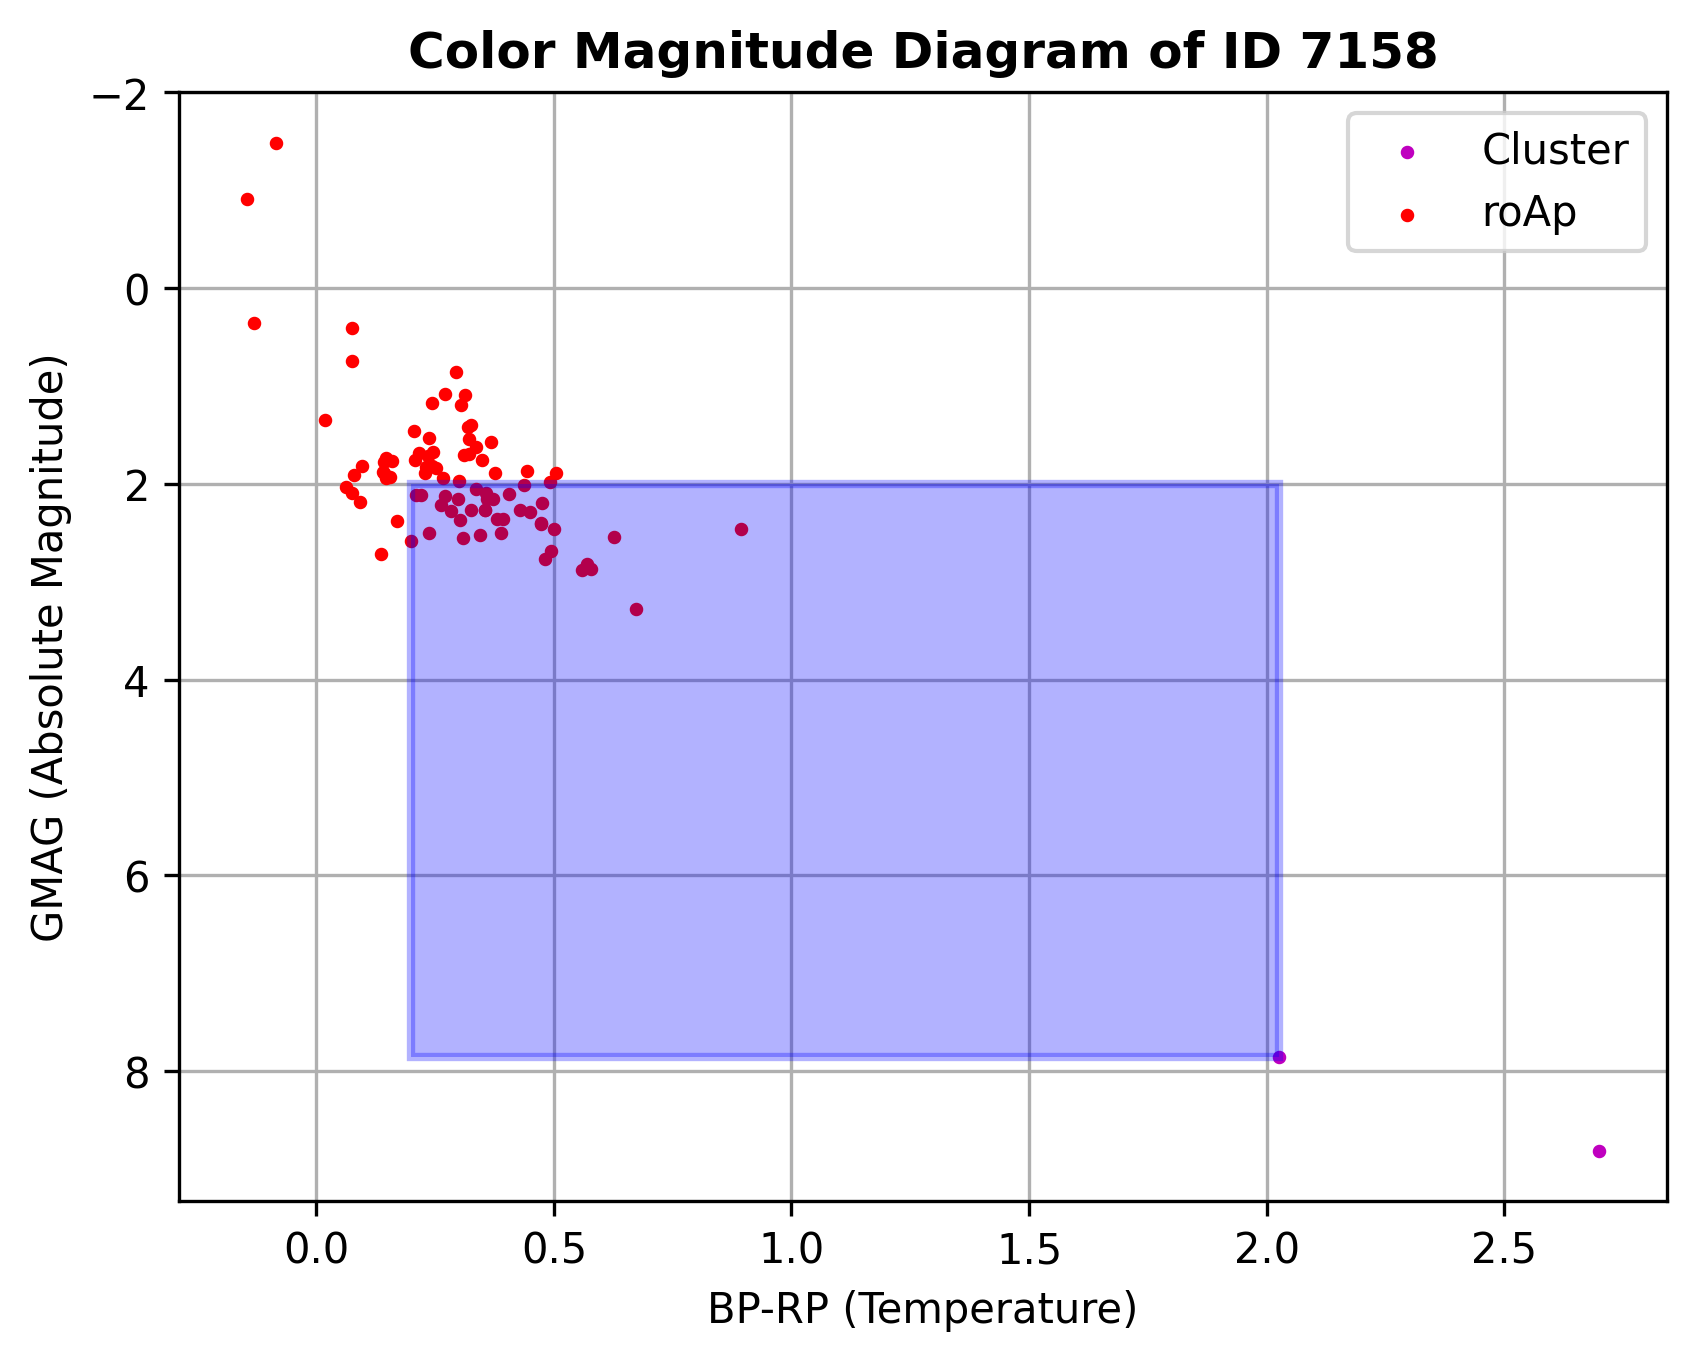 Color Magnitude Diagram of ID 7158
Cluster
roAp
GMAG (Absolute Magnitude)
−2
0
2
4
6
8
0.0 0.5 1.0 1.5 2.0 2.5
BP-RP (Temperature)